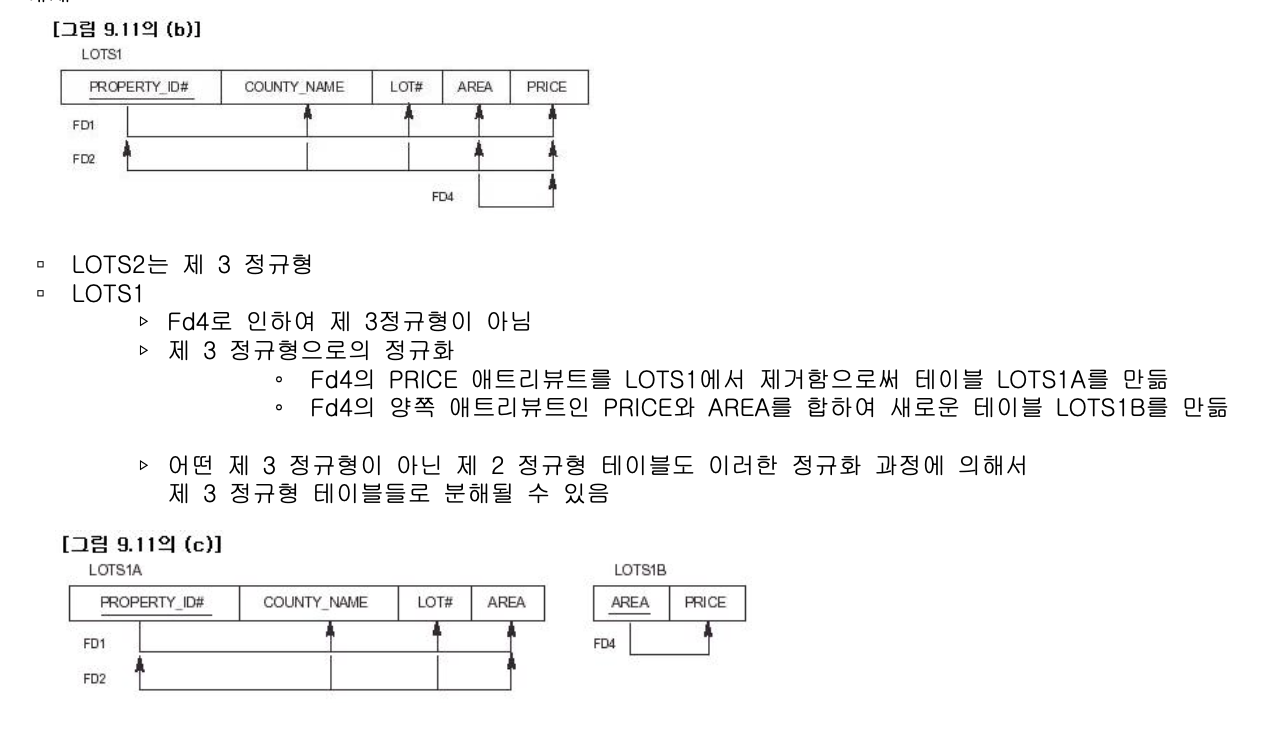 [그림 9.11의 (b)]
LOTS1
PROPERTY_ID# COUNTY_NAME LOT# AREA PRICE
FD1
FD2
FD4
▫ LOTS2는 제 3 정규형
▫ LOTS1
▹ Fd4로 인하여 제 3정규형이 아님
▹ 제 3 정규형으로의 정규화
◦ Fd4의 PRICE 애트리뷰트를 LOTS1에서 제거함으로써 테이블 LOTS1A를 만듦
◦ Fd4의 양쪽 애트리뷰트인 PRICE와 AREA를 합하여 새로운 테이블 LOTS1B를 만듦
▹ 어떤 제 3 정규형이 아닌 제 2 정규형 테이블도 이러한 정규화 과정에 의해서
제 3 정규형 테이블들로 분해될 수 있음
[그림 9.11의 (c)]
LOTS1A
PROPERTY_ID# COUNTY_NAME LOT# AREA
FD1
FD2
LOTS1B
AREA PRICE
FD4